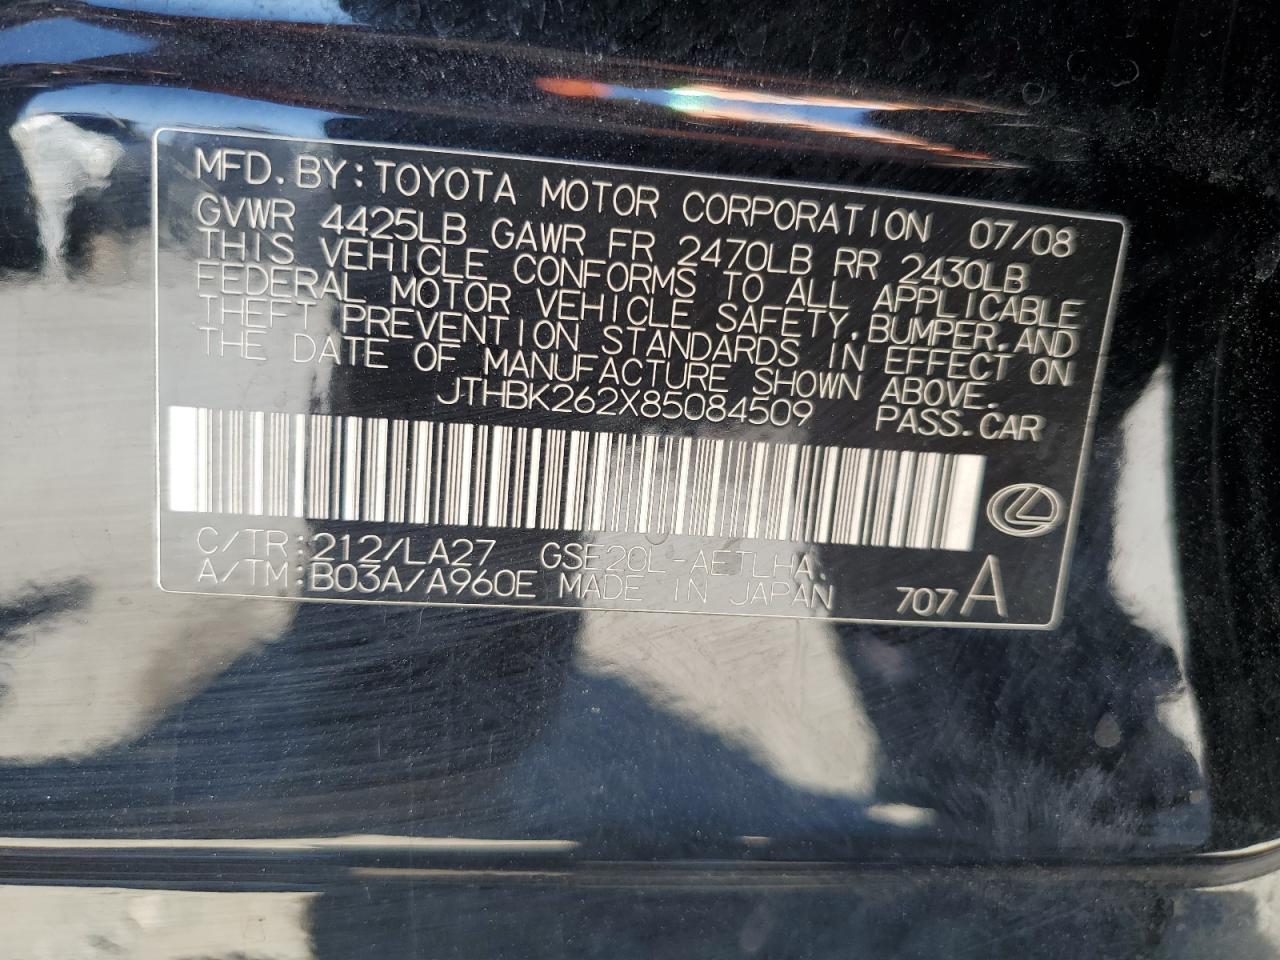 MFD. BY: TOYOTA MOTOR CORPORATION 07/08
GVWR 4425LB GAWR FR 2470LB RR 2430LB
THIS VEHICLE CONFORMS TO ALL APPLICABLE
FEDERAL MOTOR VEHICLE SAFETY, BUMPER, AND
THEFT PREVENTION STANDARDS IN EFFECT ON
THE DATE OF MANUFACTURE SHOWN ABOVE.
JTHBK262X85084509 PASS. CAR
C/TR: 212/LA27 GSE20L-AETLHA.
A/TM: B03A/A960E MADE IN JAPAN 707 A